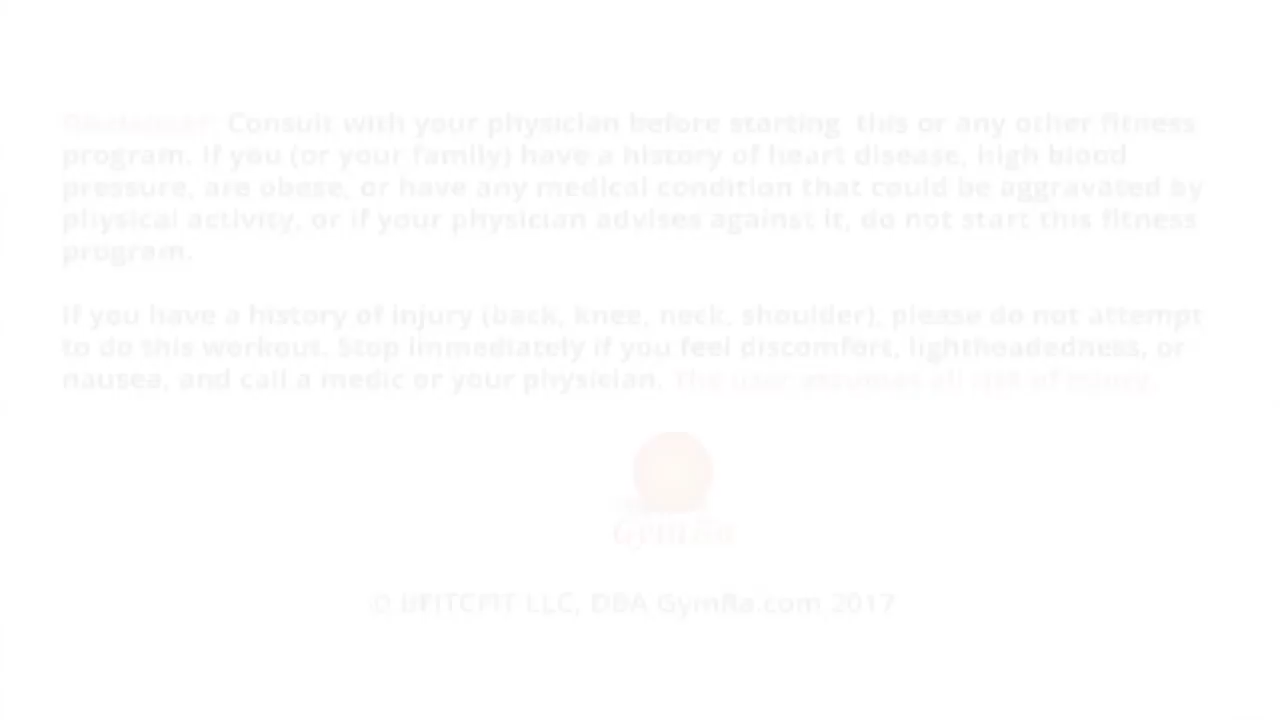 Disclaimer: Consult with your physician before starting this or any other fitness
program. If you (or your family) have a history of heart disease, high blood
pressure, are obese, or have any medical condition that could be aggravated by
physical activity, or if your physician advises against it, do not start this fitness
program.
If you have a history of injury (back, knee, neck, shoulder), please do not attempt
to do this workout. Stop immediately if you feel discomfort, lightheadedness, or
nausea, and call a medic or your physician. The user assumes all risk of injury.
GymRa
© LLC, DBA GymRa.com 2017